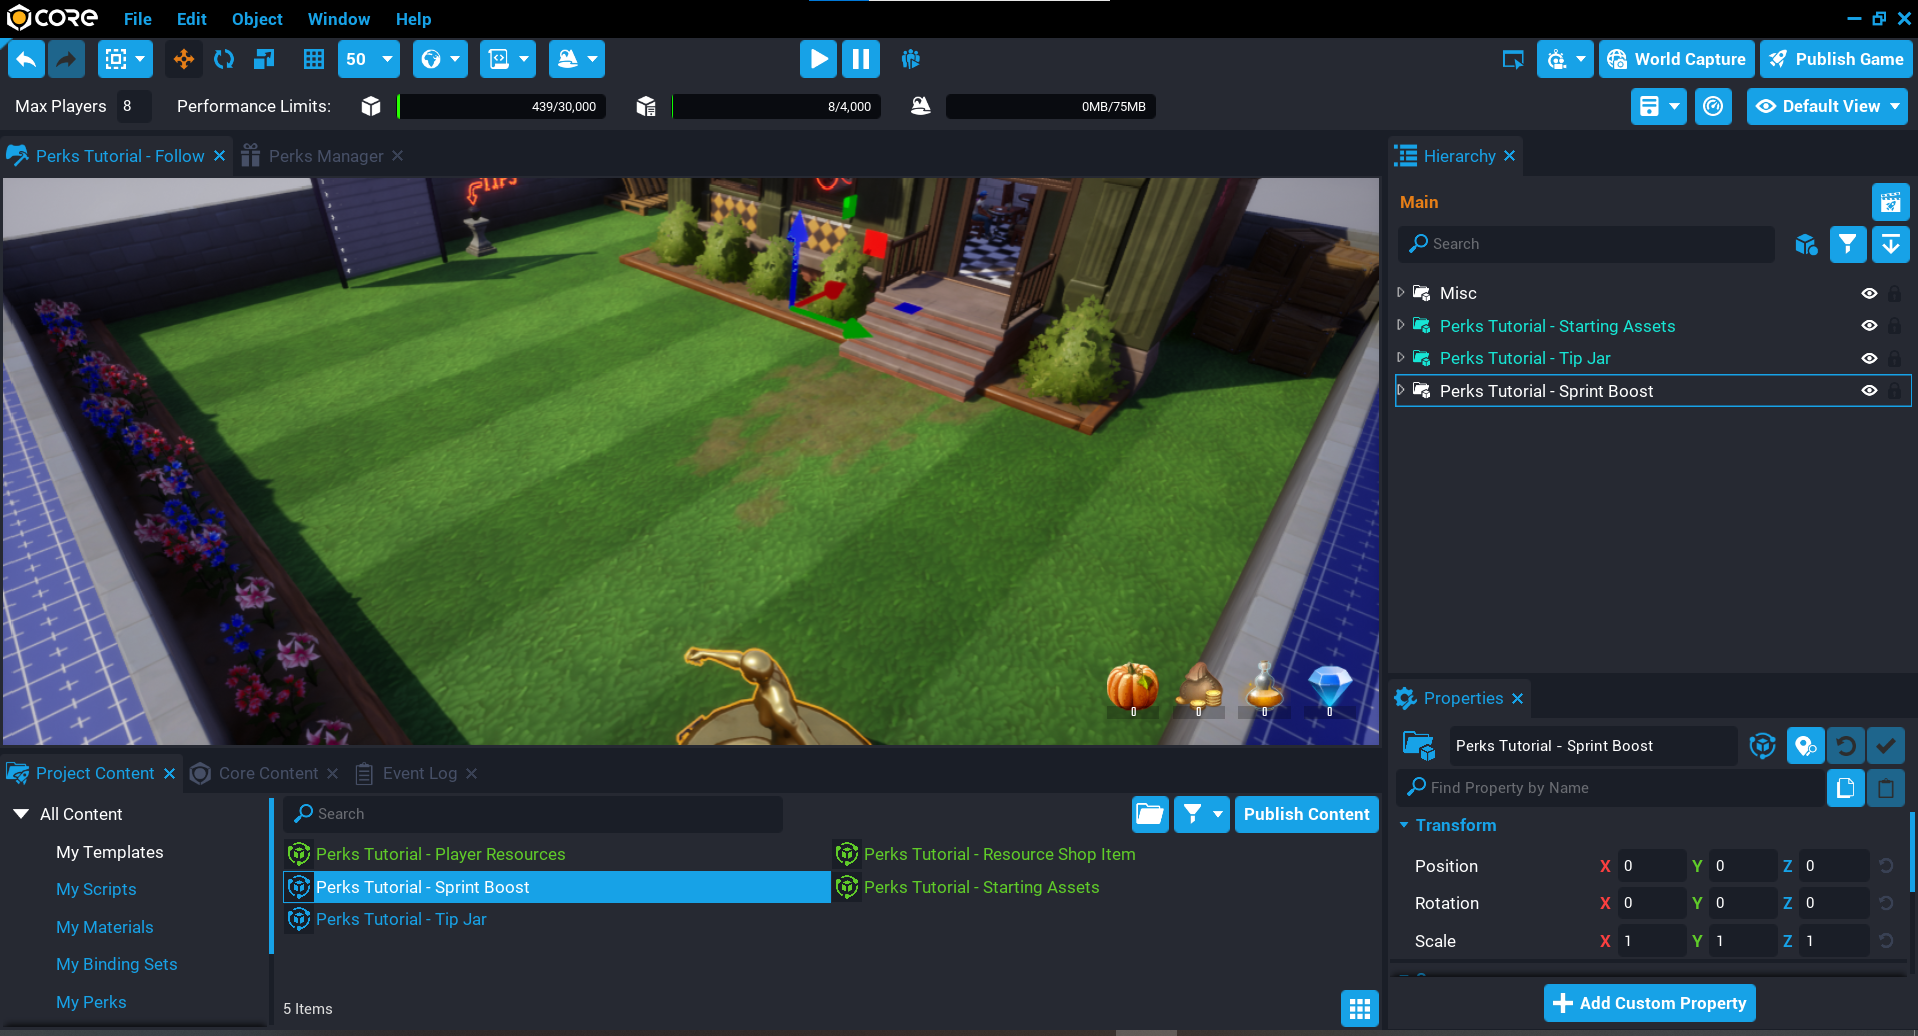 CORE File Edit Object Window Help
50 World Capture Publish Game
Max Players 8 Performance Limits: 439/30,000 8/4,000 0MB/75MB Default View
Perks Tutorial - Follow Perks Manager
TIPS
0 0 0 0
Hierarchy
Main
Search
Misc
Perks Tutorial - Starting Assets
Perks Tutorial - Tip Jar
Perks Tutorial - Sprint Boost
Properties
Perks Tutorial - Sprint Boost
Find Property by Name
Transform
Position X 0 Y 0 Z 0
Rotation X 0 Y 0 Z 0
Scale X 1 Y 1 Z 1
Add Custom Property
Project Content Core Content Event Log
All Content
My Templates
My Scripts
My Materials
My Binding Sets
My Perks
Search
Publish Content
Perks Tutorial - Player Resources
Perks Tutorial - Resource Shop Item
Perks Tutorial - Sprint Boost
Perks Tutorial - Starting Assets
Perks Tutorial - Tip Jar
5 Items